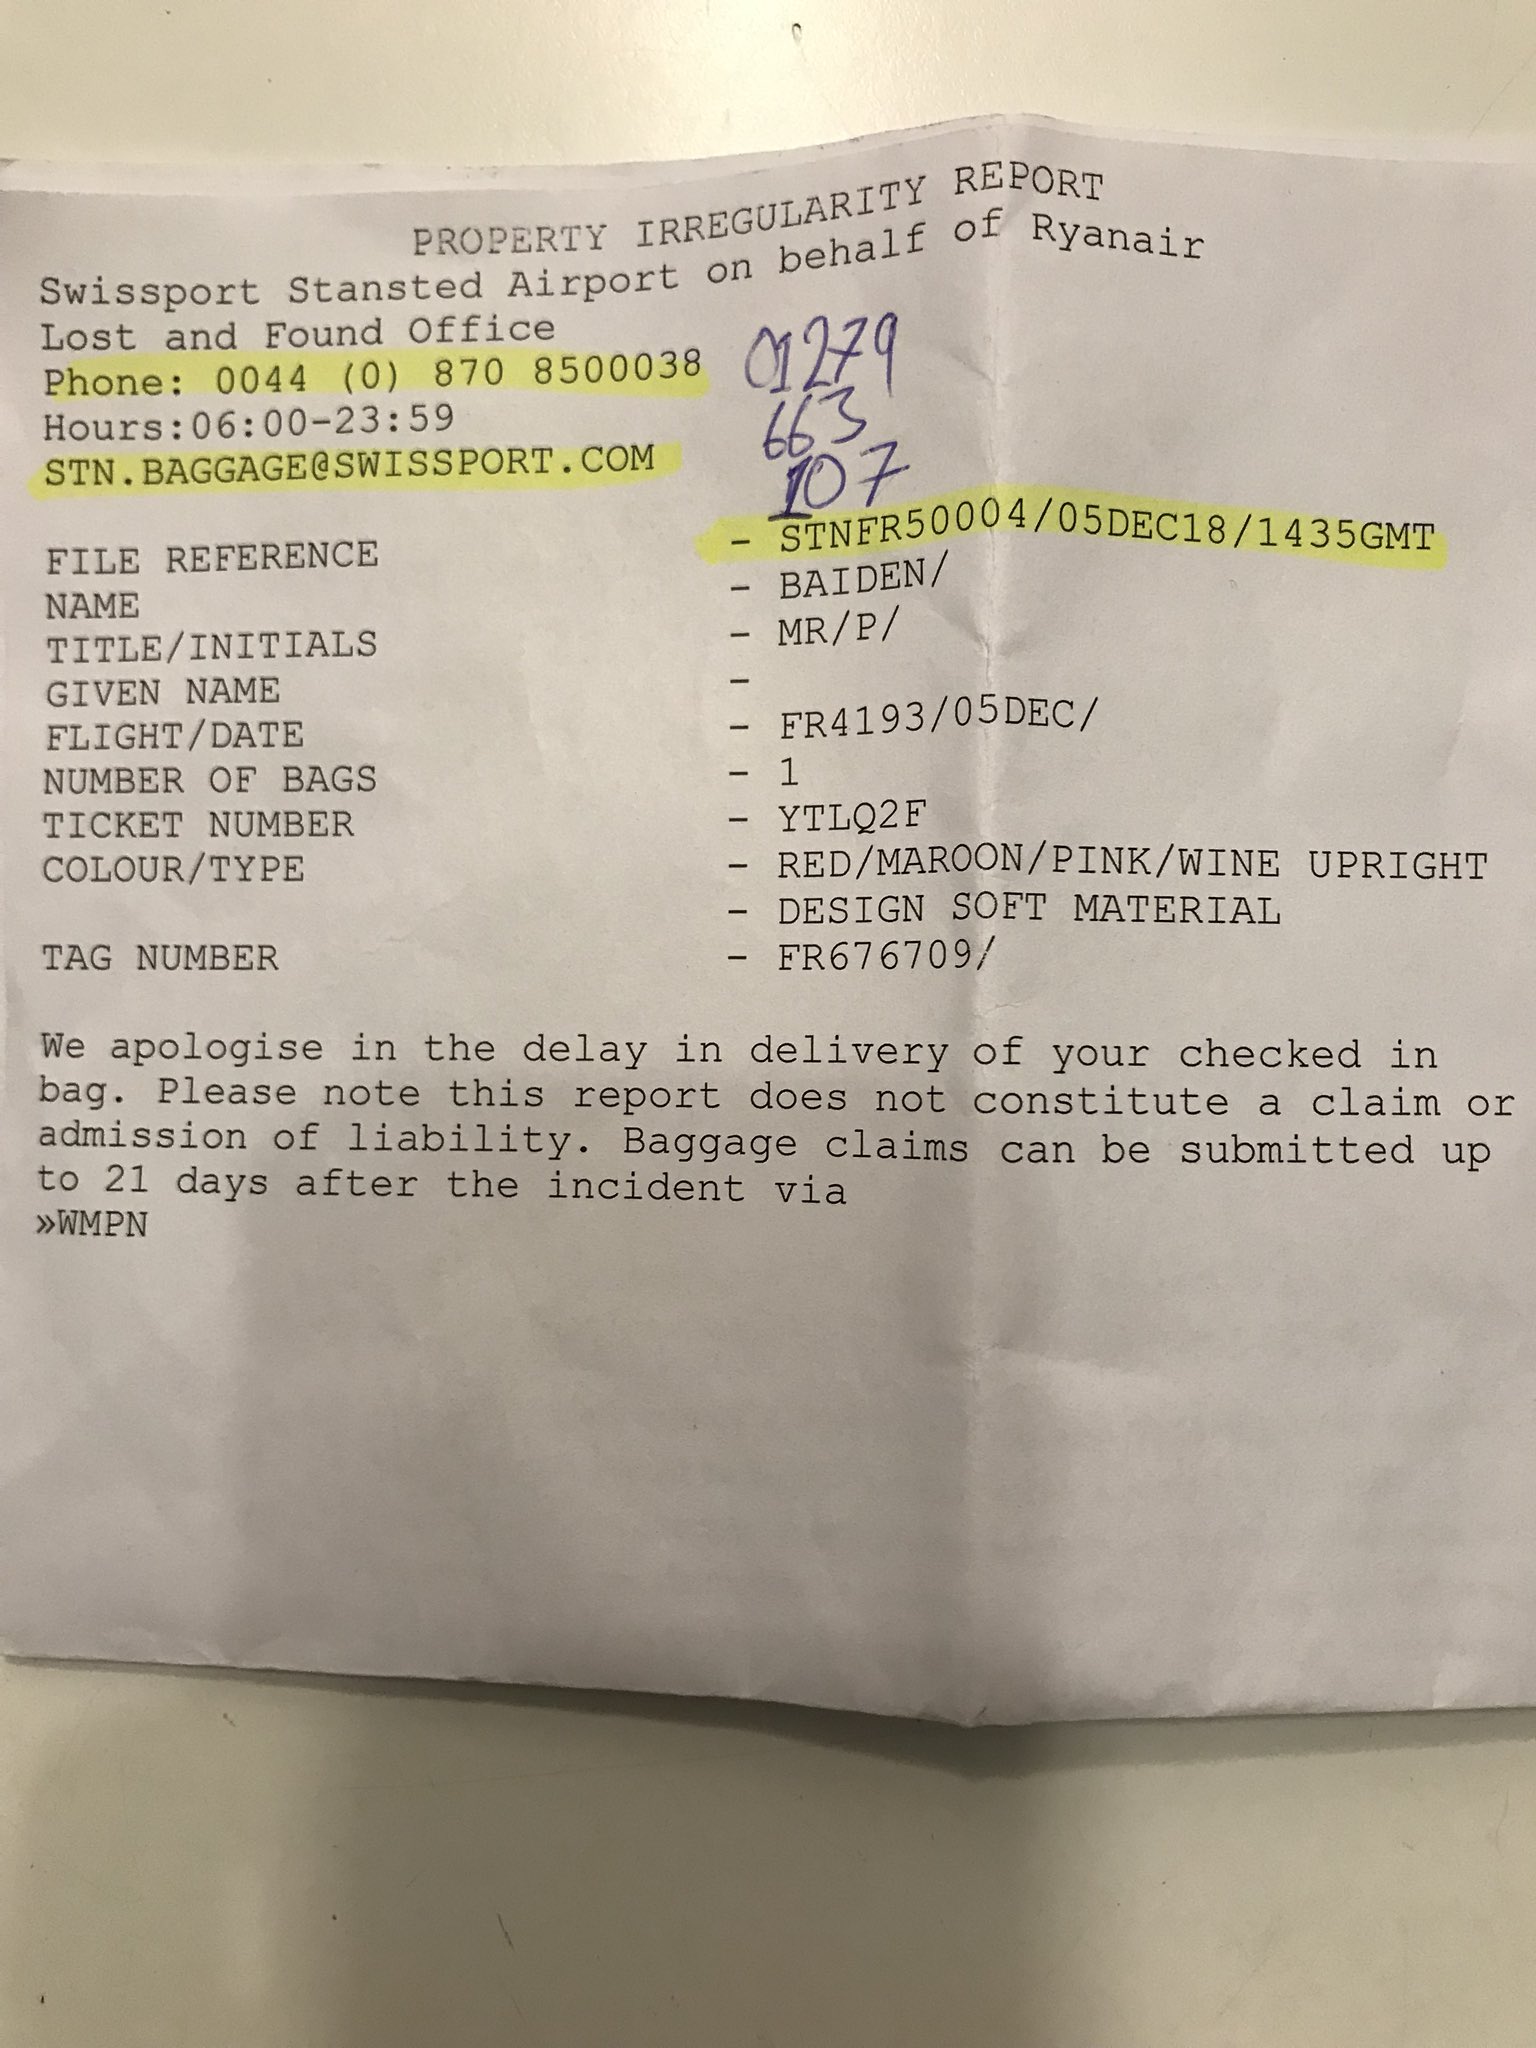 PROPERTY IRREGULARITY REPORT
Swissport Stansted Airport on behalf of Ryanair
Lost and Found Office
Phone: 0044 (0) 870 8500038
01279
663
107
Hours:06:00-23:59
STN.BAGGAGE@SWISSPORT.COM
FILE REFERENCE - STNFR50004/05DEC18/1435GMT
NAME - BAIDEN/
TITLE/INITIALS - MR/P/
GIVEN NAME -
FLIGHT/DATE - FR4193/05DEC/
NUMBER OF BAGS - 1
TICKET NUMBER - YTLQ2F
COLOUR/TYPE - RED/MAROON/PINK/WINE UPRIGHT
- DESIGN SOFT MATERIAL
TAG NUMBER - FR676709/
We apologise in the delay in delivery of your checked in
bag. Please note this report does not constitute a claim or
admission of liability. Baggage claims can be submitted up
to 21 days after the incident via
»WMPN